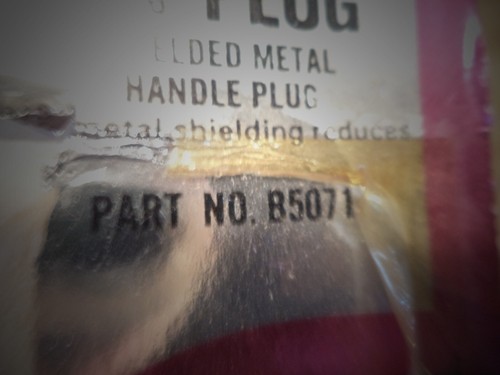 PLUG
ELDED METAL
HANDLE PLUG
metal shielding reduces
PART NO. 85071